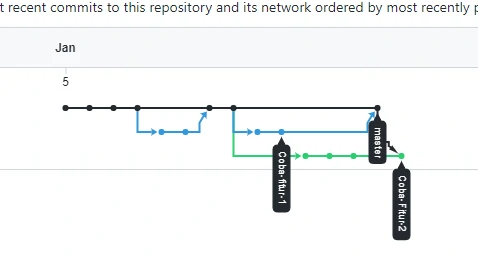 t recent commits to this repository and its network ordered by most recently p
Jan
5
master
Coba-fitur-1
Coba-Fitur-2